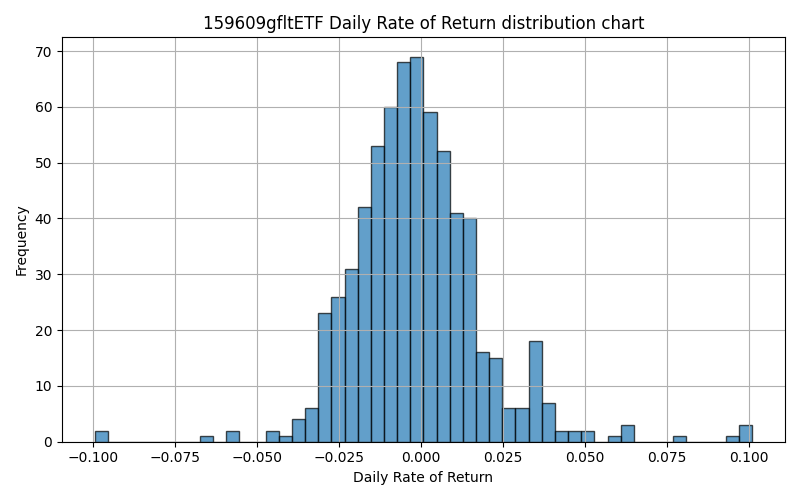 159609gfltETF Daily Rate of Return distribution chart
70
60
50
40
30
20
10
0
Frequency
−0.100 −0.075 −0.050 −0.025 0.000 0.025 0.050 0.075 0.100
Daily Rate of Return